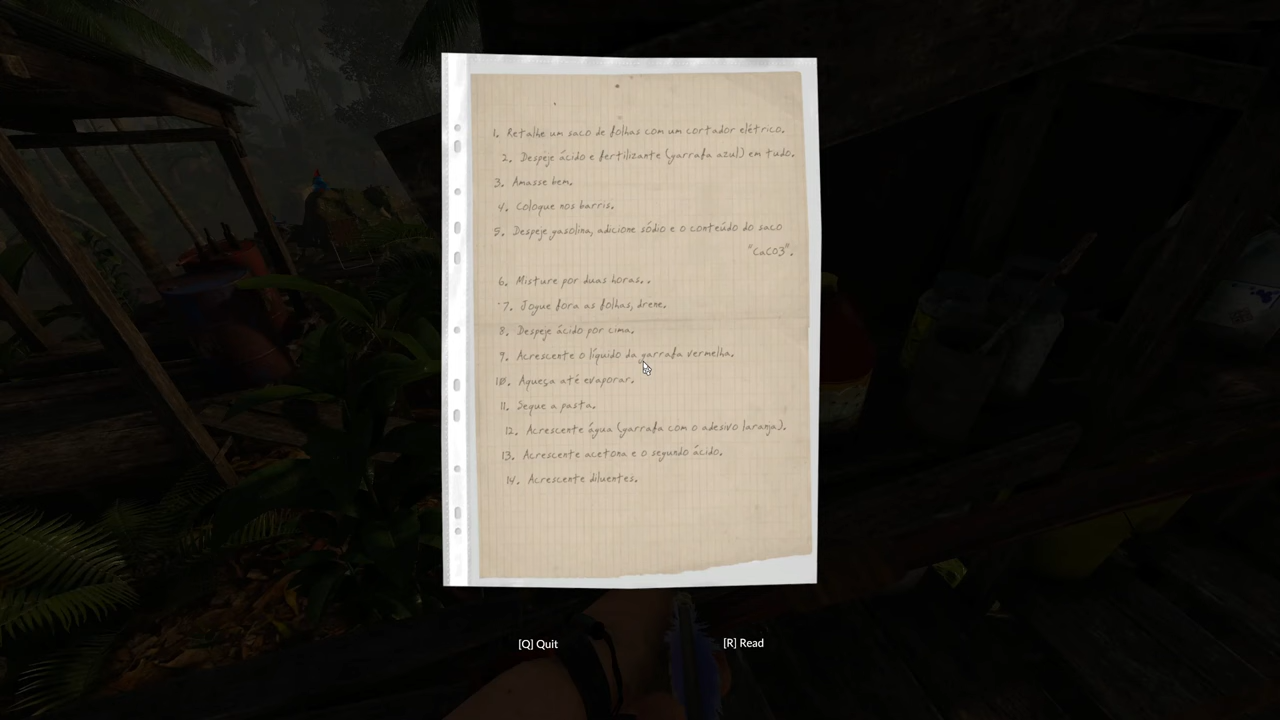 1. Retalhe um saco de folhas com um cortador elétrico.
2. Despeje ácido e fertilizante (garrafa azul) em tudo.
3. Amasse bem.
4. Coloque nos barris.
5. Despeje gasolina, adicione sódio e o conteúdo do saco
"CaCO3".
6. Misture por duas horas..
7. Jogue fora as folhas, drene.
8. Despeje ácido por cima.
9. Acrescente o líquido da garrafa vermelha.
10. Aqueça até evaporar.
11. Seque a pasta.
12. Acrescente água (garrafa com o adesivo laranja).
13. Acrescente acetona e o segundo ácido.
14. Acrescente diluentes.
[Q] Quit
[R] Read